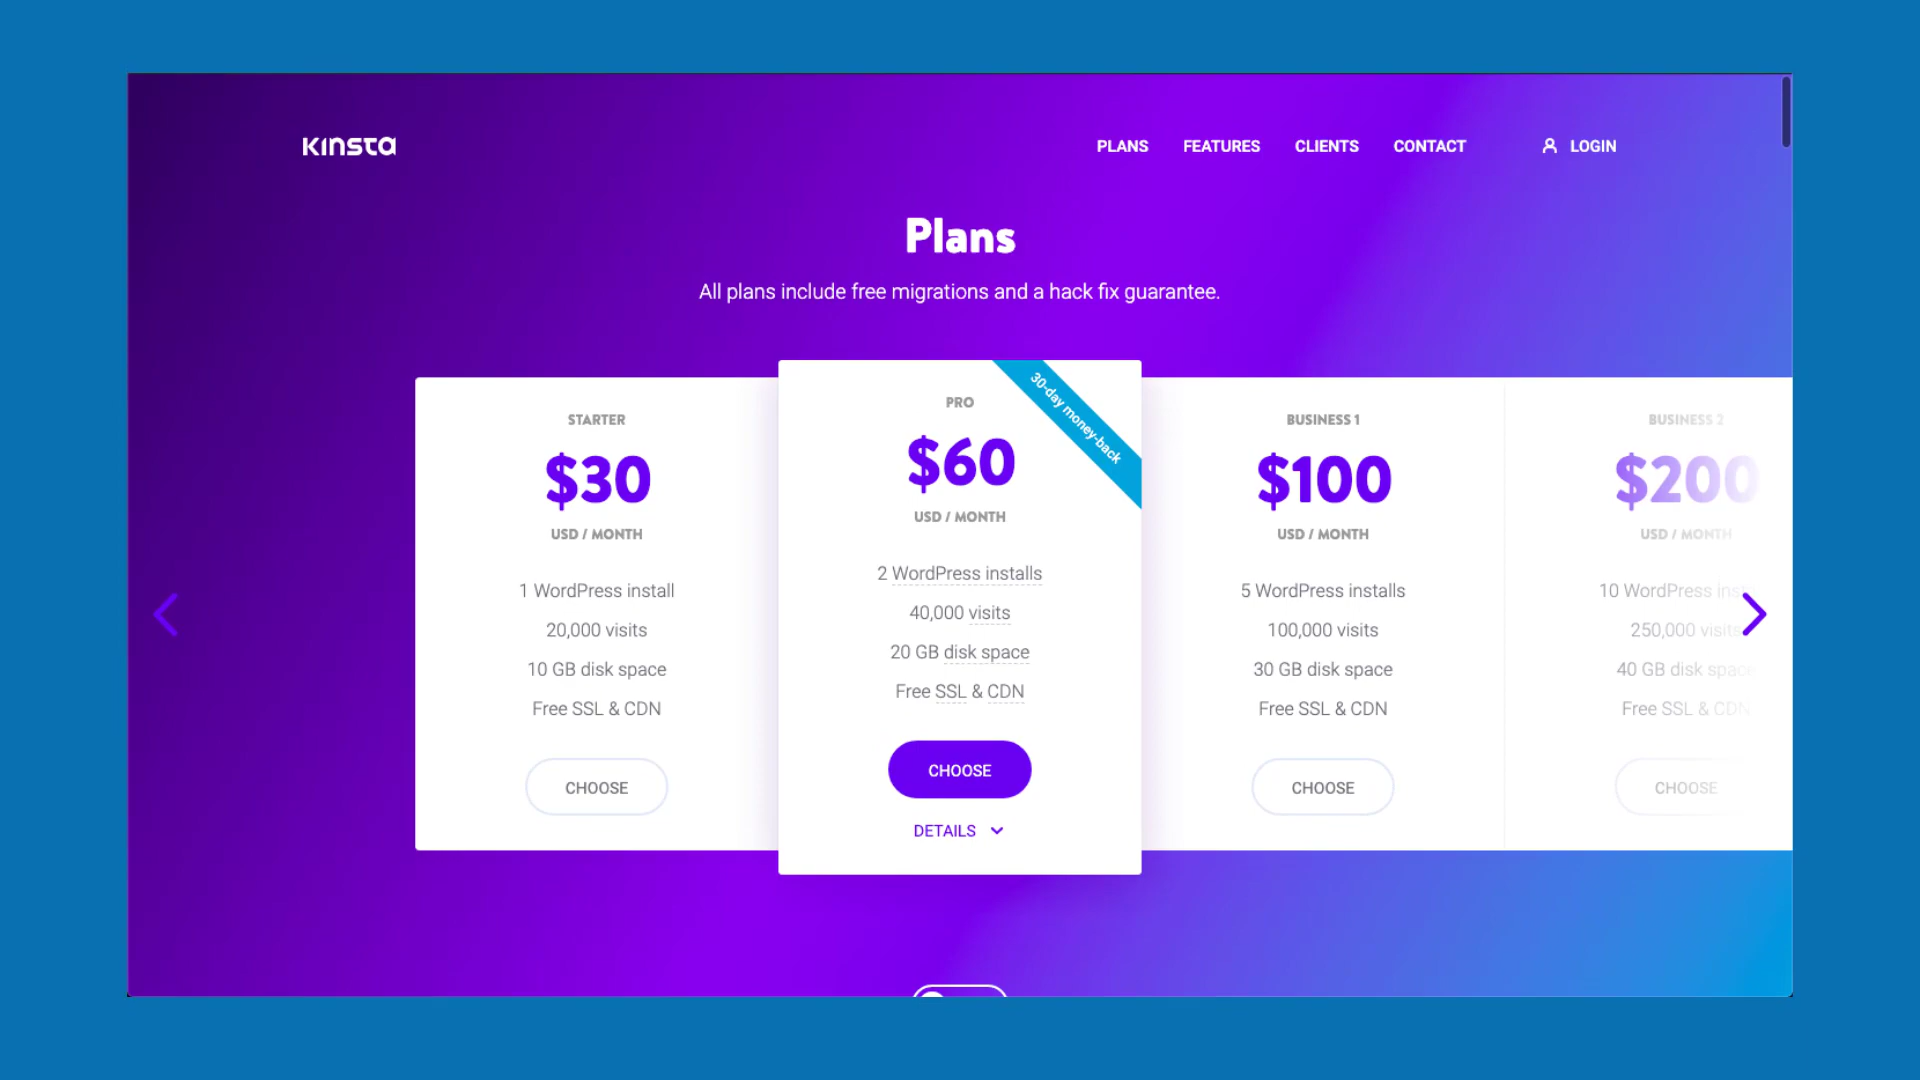 KINSTA
PLANS FEATURES CLIENTS CONTACT LOGIN
Plans
All plans include free migrations and a hack fix guarantee.
STARTER
$30
USD / MONTH
1 WordPress install
20,000 visits
10 GB disk space
Free SSL & CDN
CHOOSE
30-day money-back
PRO
$60
USD / MONTH
2 WordPress installs
40,000 visits
20 GB disk space
Free SSL & CDN
CHOOSE
DETAILS
BUSINESS 1
$100
USD / MONTH
5 WordPress installs
100,000 visits
30 GB disk space
Free SSL & CDN
CHOOSE
BUSINESS 2
$200
USD / MONTH
10 WordPress
250,000 visits
40 GB disk space
Free SSL & CDN
CHOOSE